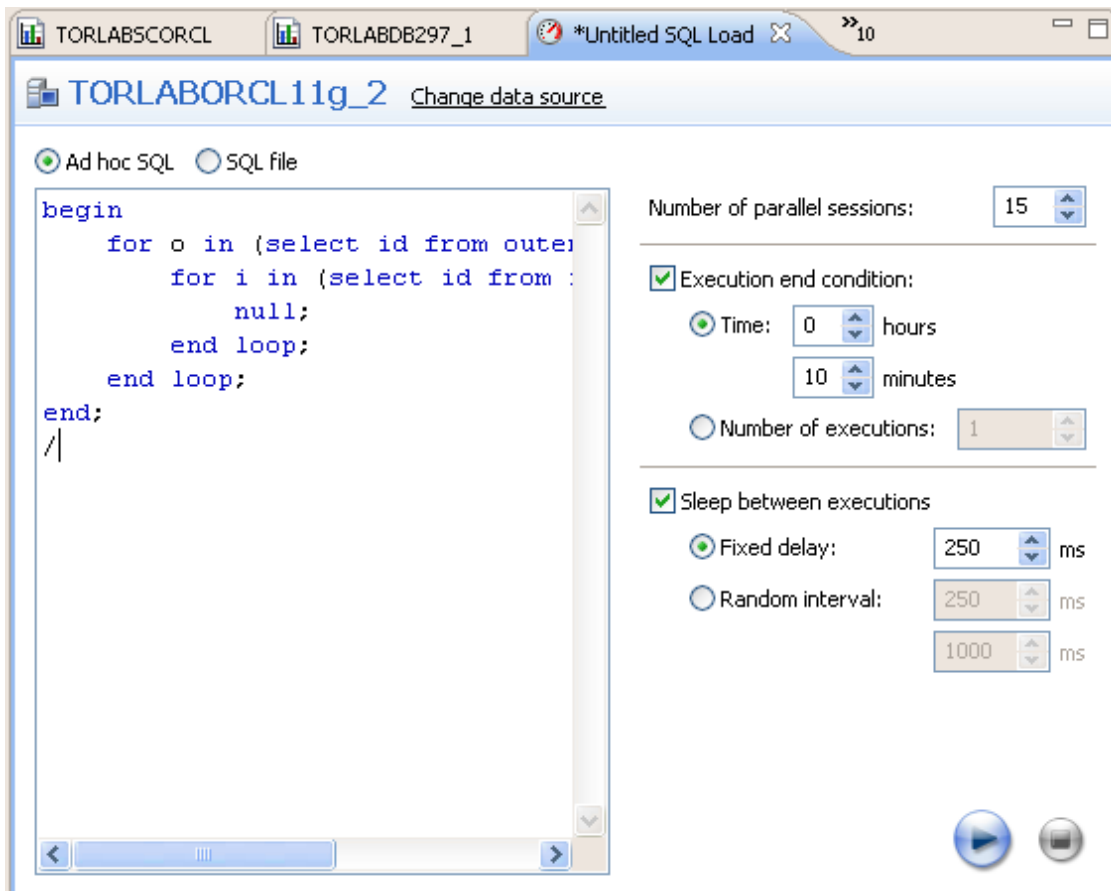 TORLABSCORCL TORLABDB297_1 *Untitled SQL Load »10
TORLABORCL11g_2 Change data source
Ad hoc SQL SQL file
begin
for o in (select id from outer
for i in (select id from
null;
end loop;
end loop;
end;
/
Number of parallel sessions: 15
Execution end condition:
Time: 0 hours
10 minutes
Number of executions: 1
Sleep between executions
Fixed delay: 250 ms
Random interval: 250 ms
1000 ms